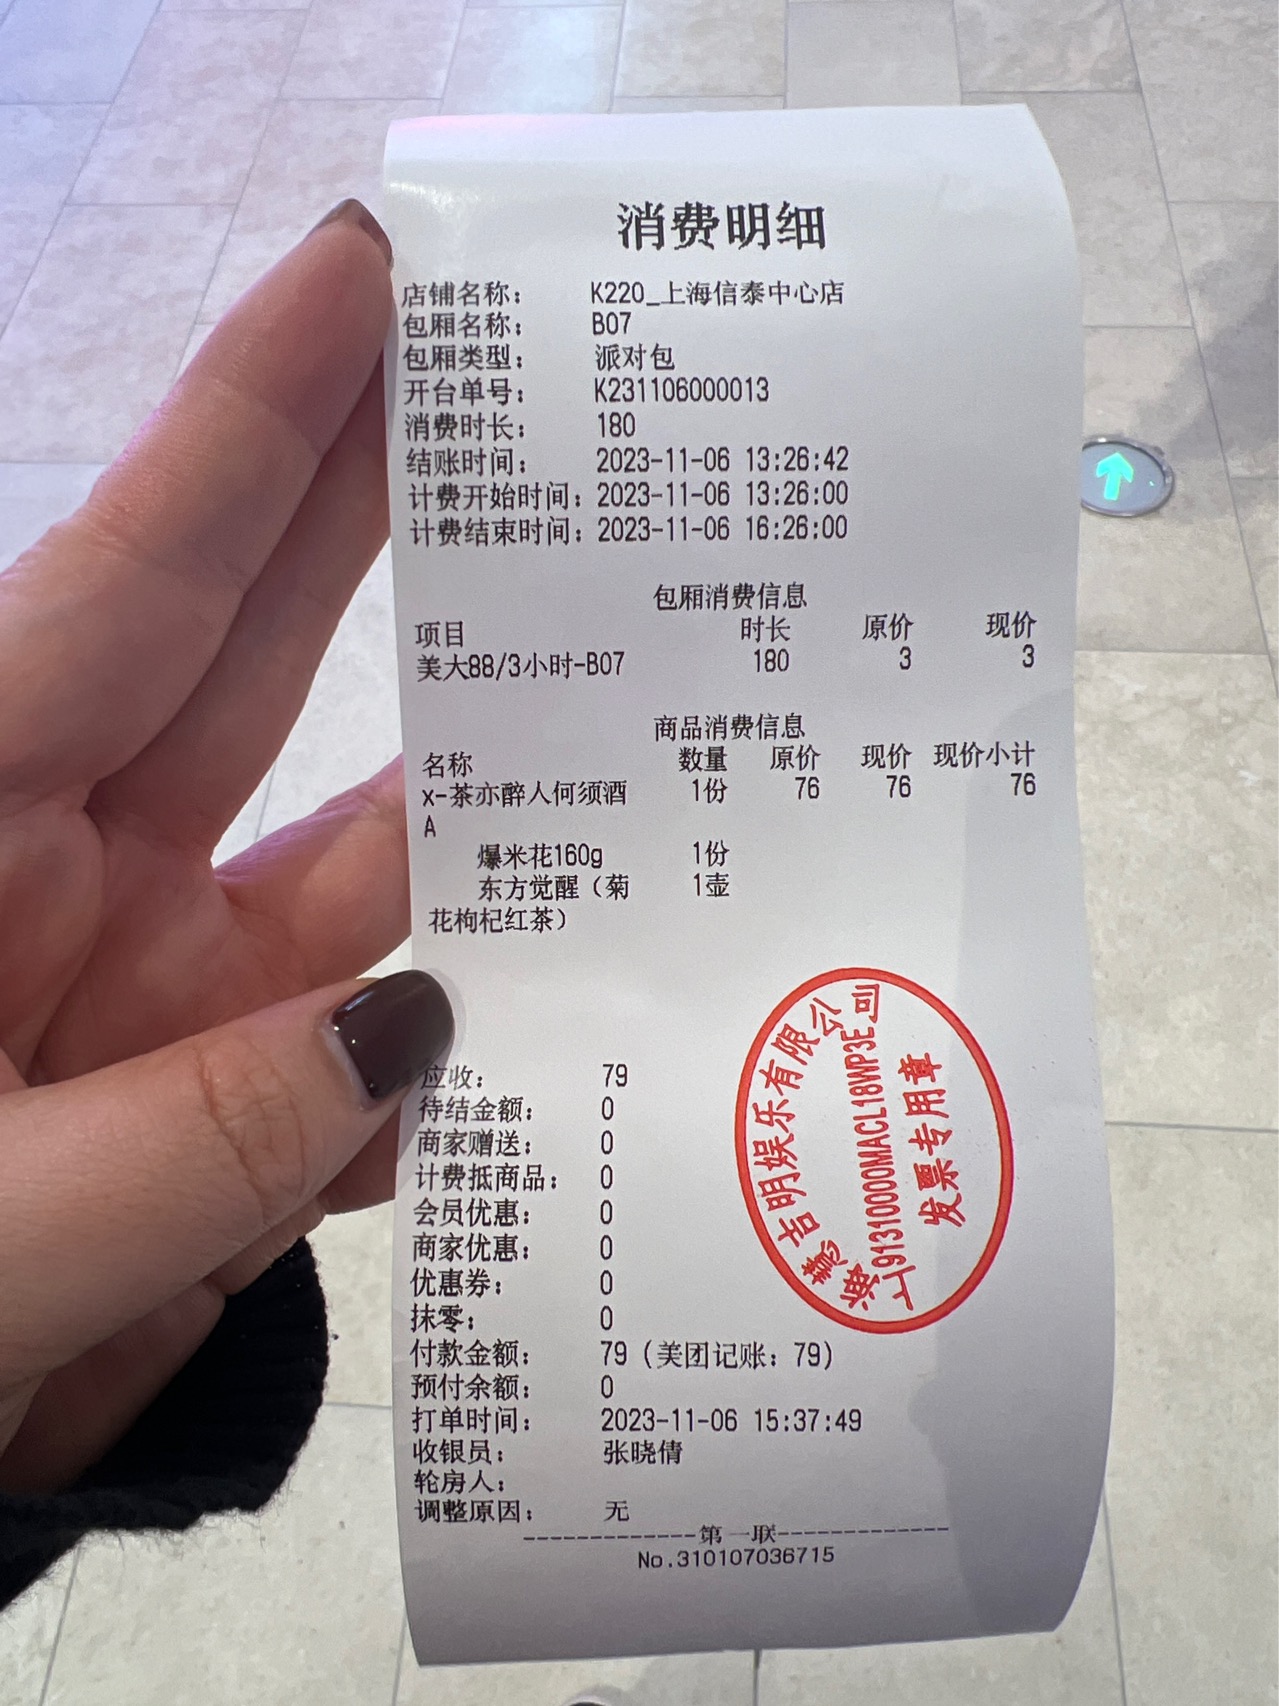 消费明细
店铺名称： K220_上海信泰中心店
包厢名称： B07
包厢类型： 派对包
开台单号： K231106000013
消费时长： 180
结账时间： 2023-11-06 13:26:42
计费开始时间：2023-11-06 13:26:00
计费结束时间：2023-11-06 16:26:00
包厢消费信息
项目 时长 原价 现价
美大88/3小时-B07 180 3 3
商品消费信息
名称 数量 原价 现价 现价小计
x-茶亦醉人何须酒 1份 76 76 76
A
爆米花160g 1份
东方觉醒（菊 1壶
花枸杞红茶）
应收： 79
待结金额： 0
商家赠送： 0
计费抵商品： 0
会员优惠： 0
商家优惠： 0
优惠券： 0
抹零： 0
付款金额： 79（美团记账：79）
预付余额： 0
打单时间： 2023-11-06 15:37:49
收银员： 张晓倩
轮房人：
调整原因： 无
-------------第一联-------------
No.310107036715
上海慧吉明娱乐有限公司
91310000MACL18WP3E
发票专用章